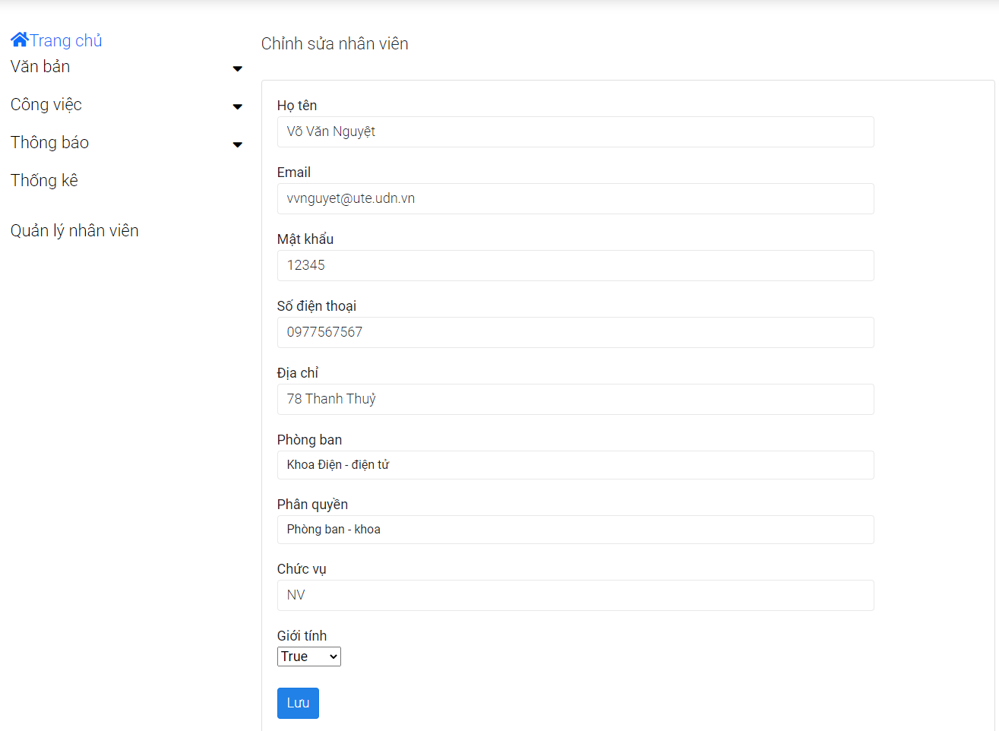 Trang chủ
Văn bản
Công việc
Thông báo
Thống kê
Quản lý nhân viên
Chỉnh sửa nhân viên
Họ tên
Võ Văn Nguyệt
Email
vvnguyet@ute.udn.vn
Mật khẩu
12345
Số điện thoại
0977567567
Địa chỉ
78 Thanh Thuỷ
Phòng ban
Khoa Điện - điện tử
Phân quyền
Phòng ban - khoa
Chức vụ
NV
Giới tính
True
Lưu